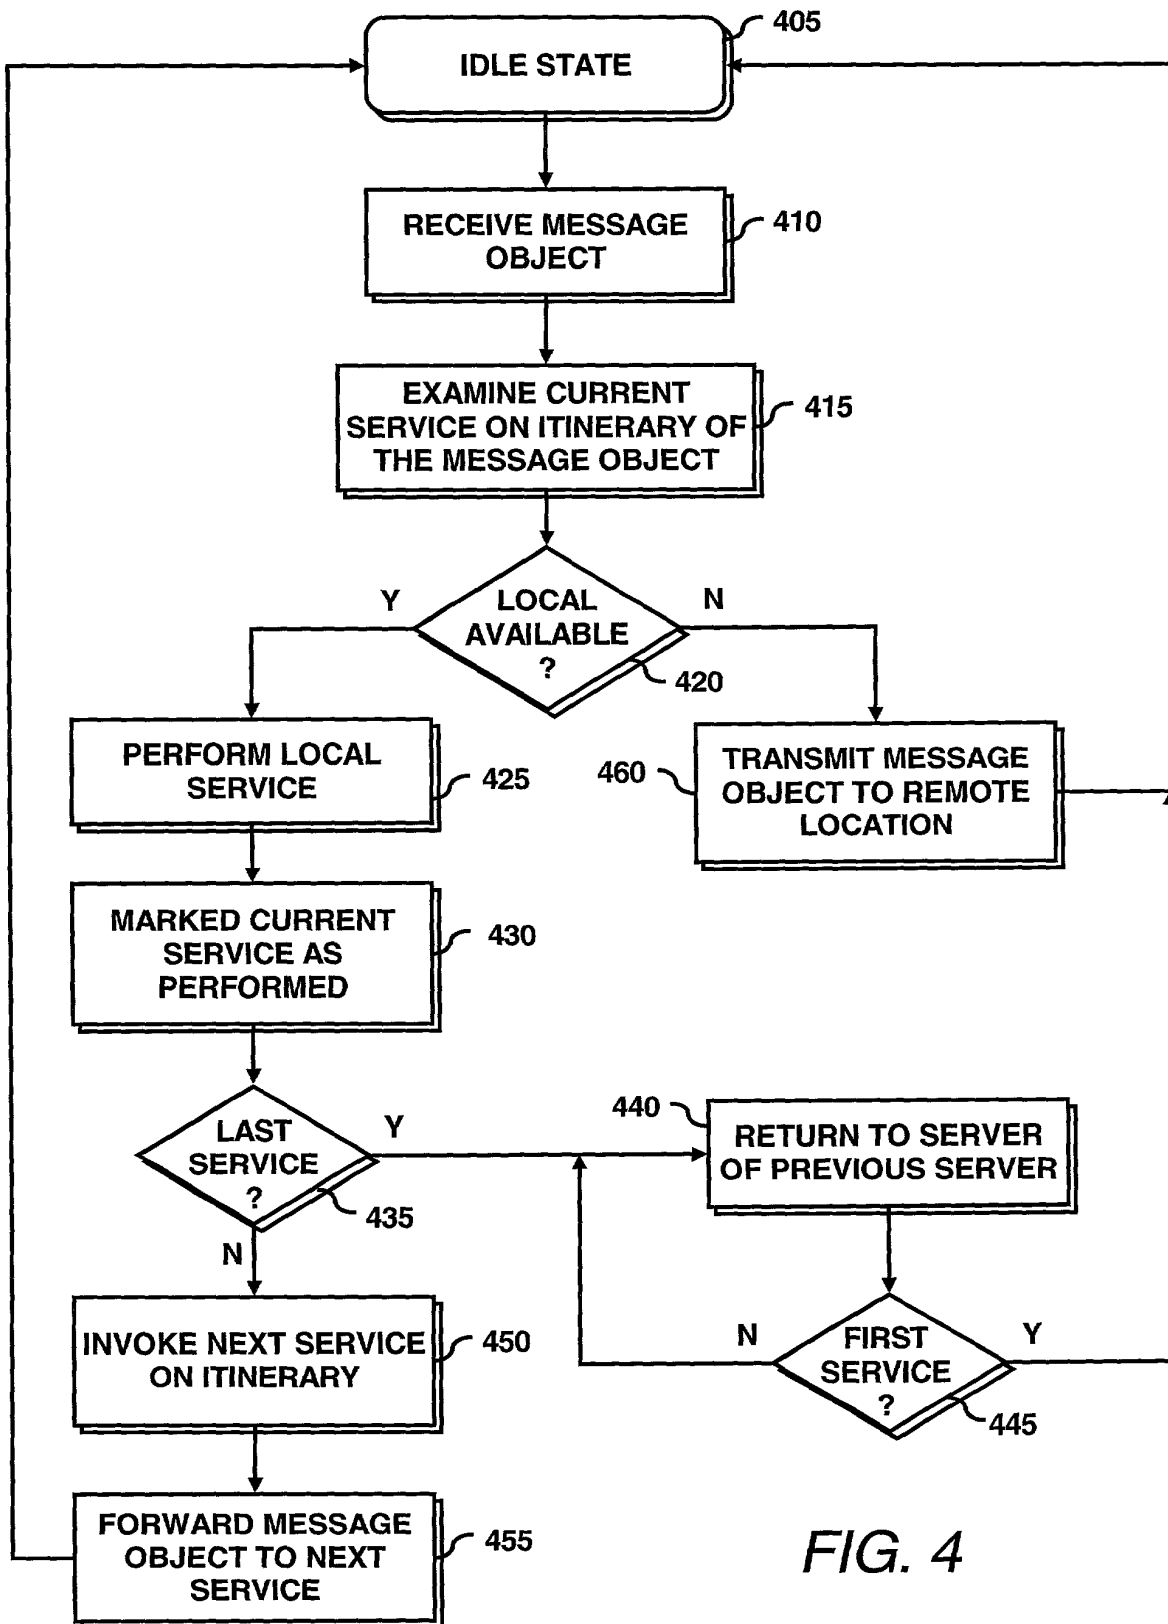 405
IDLE STATE
RECEIVE MESSAGE
OBJECT
410
EXAMINE CURRENT
SERVICE ON ITINERARY OF
THE MESSAGE OBJECT
415
Y
LOCAL
AVAILABLE
?
N
420
PERFORM LOCAL
SERVICE
425
460
TRANSMIT MESSAGE
OBJECT TO REMOTE
LOCATION
MARKED CURRENT
SERVICE AS
PERFORMED
430
LAST
SERVICE
?
Y
435
N
440
RETURN TO SERVER
OF PREVIOUS SERVER
INVOKE NEXT SERVICE
ON ITINERARY
450
N
FIRST
SERVICE
?
Y
445
FORWARD MESSAGE
OBJECT TO NEXT
SERVICE
455
FIG. 4